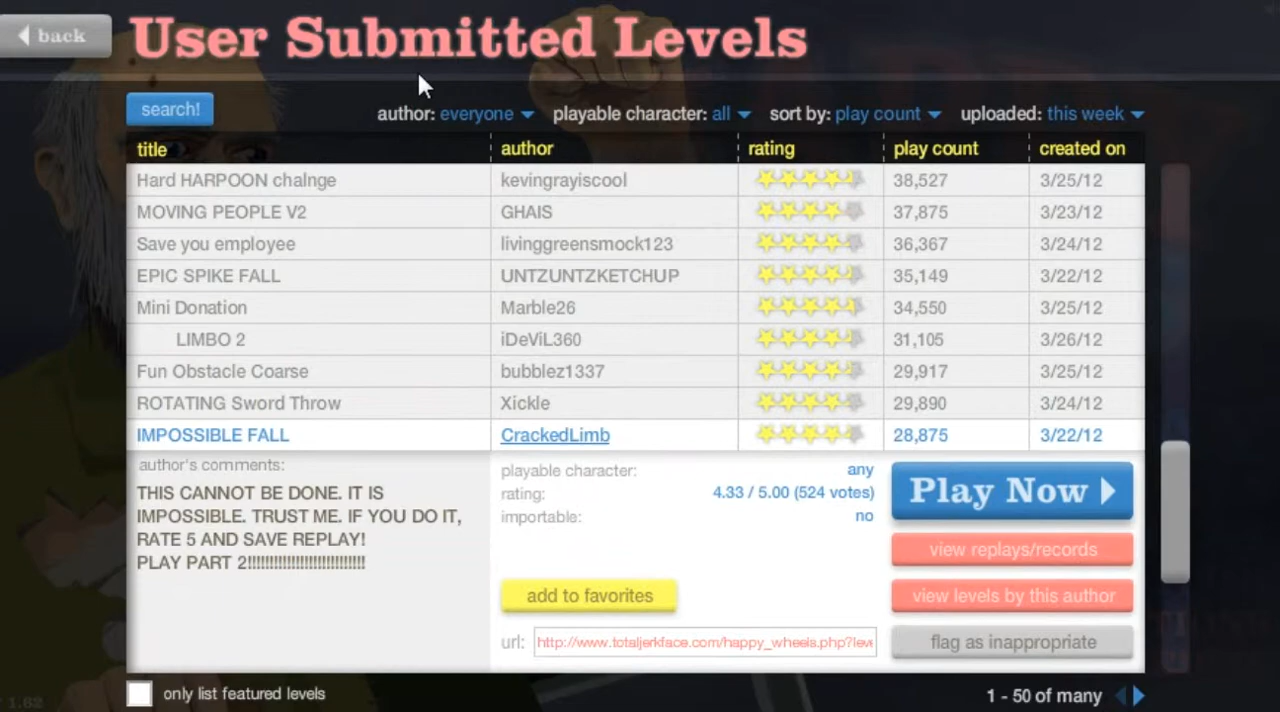 back
User Submitted Levels
search!
author: everyone playable character: all sort by: play count uploaded: this week
title author rating play count created on
Hard HARPOON chalnge kevingrayiscool 38,527 3/25/12
MOVING PEOPLE V2 GHAIS 37,875 3/23/12
Save you employee livinggreensmock123 36,367 3/24/12
EPIC SPIKE FALL UNTZUNTZKETCHUP 35,149 3/22/12
Mini Donation Marble26 34,550 3/25/12
LIMBO 2 iDeViL360 31,105 3/26/12
Fun Obstacle Coarse bubblez1337 29,917 3/25/12
ROTATING Sword Throw Xickle 29,890 3/24/12
IMPOSSIBLE FALL CrackedLimb 28,875 3/22/12
author's comments:
THIS CANNOT BE DONE. IT IS
IMPOSSIBLE. TRUST ME. IF YOU DO IT,
RATE 5 AND SAVE REPLAY!
PLAY PART 2!!!!!!!!!!!!!!!!!!!!!!!!!!!
playable character: any
rating: 4.33 / 5.00 (524 votes)
importable: no
add to favorites
url: http://www.totaljerkface.com/happy_wheels.php?leve
Play Now
view replays/records
view levels by this author
flag as inappropriate
only list featured levels
1 - 50 of many
1.62